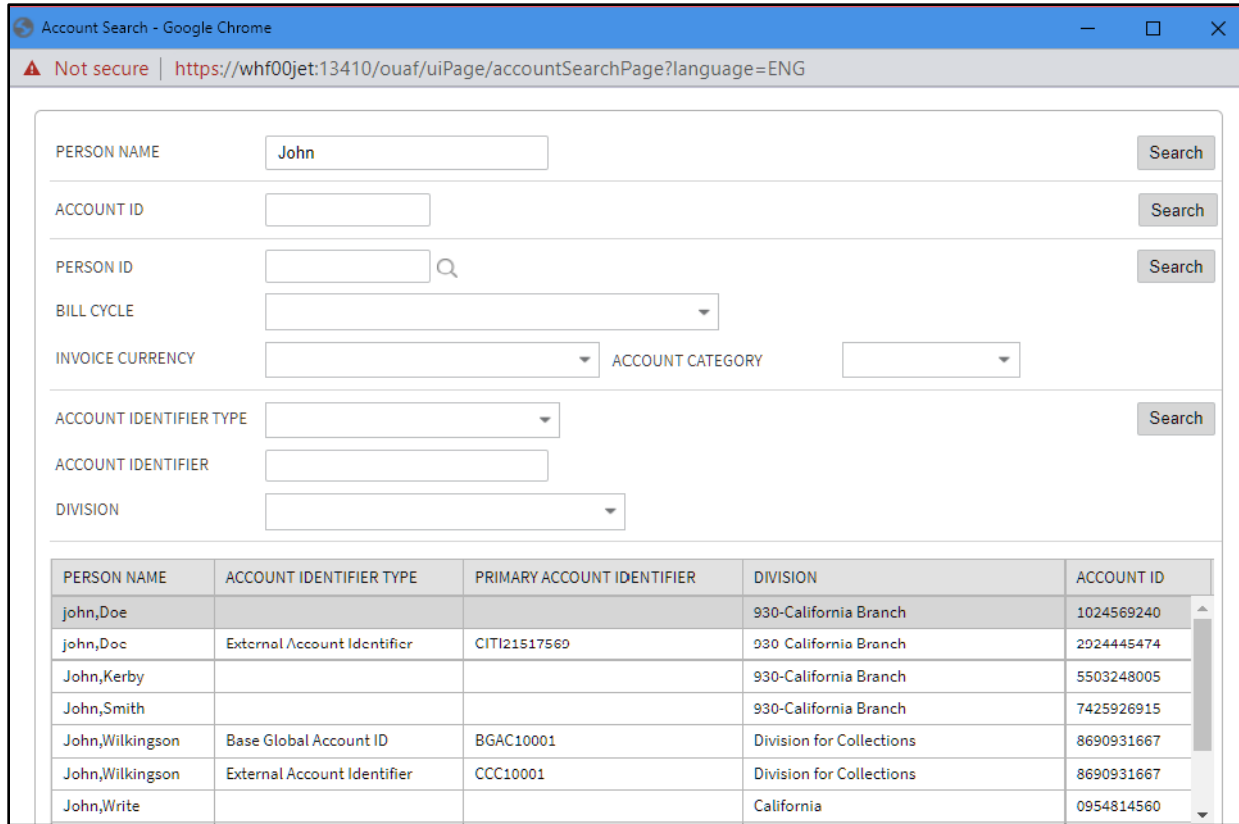 Account Search - Google Chrome
Not secure | https://whf00jet:13410/ouaf/uiPage/accountSearchPage?language=ENG
PERSON NAME John Search
ACCOUNT ID Search
PERSON ID Search
BILL CYCLE
INVOICE CURRENCY ACCOUNT CATEGORY
ACCOUNT IDENTIFIER TYPE Search
ACCOUNT IDENTIFIER
DIVISION
PERSON NAME ACCOUNT IDENTIFIER TYPE PRIMARY ACCOUNT IDENTIFIER DIVISION ACCOUNT ID
john,Doe 930-California Branch 1024569240
john,Doe External Account Identifier CITI21517569 930-California Branch 2924445474
John,Kerby 930-California Branch 5503248005
John,Smith 930-California Branch 7425926915
John,Wilkingson Base Global Account ID BGAC10001 Division for Collections 8690931667
John,Wilkingson External Account Identifier CCC10001 Division for Collections 8690931667
John,Write California 0954814560